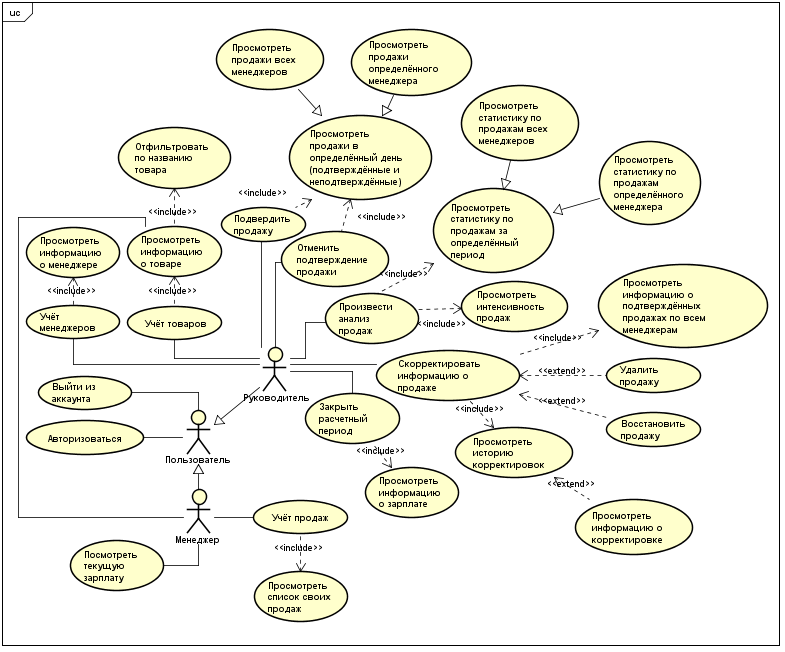 uc
Просмотреть
продажи всех
менеджеров
Просмотреть
продажи
определённого
менеджера
Просмотреть
статистику по
продажам всех
менеджеров
Отфильтровать
по названию
товара
Просмотреть
продажи в
определённый день
(подтверждённые и
неподтверждённые)
Просмотреть
статистику по
продажам
определённого
менеджера
<<include>>
<<include>>
<<include>>
Подвердить
продажу
Просмотреть
статистику по
продажам за
определённый
период
Просмотреть
информацию
о менеджере
Просмотреть
информацию
о товаре
Отменить
подтверждение
продажи
<<include>>
<<include>>
<<include>>
Учёт
менеджеров
Учёт товаров
Произвести
анализ
продаж
<<include>>
Просмотреть
интенсивность
продаж
Просмотреть
информацию о
подтверждённых
продажах по всем
менеджерам
<<include>>
Руководитель
Скорректировать
информацию о
продаже
<<extend>>
Удалить
продажу
<<extend>>
Восстановить
продажу
Выйти из
аккаунта
Авторизоваться
Пользователь
Закрыть
расчетный
период
<<include>>
<<include>>
Просмотреть
историю
корректировок
<<extend>>
Просмотреть
информацию
о зарплате
Просмотреть
информацию о
корректировке
Менеджер
Учёт продаж
<<include>>
Посмотреть
текущую
зарплату
Просмотреть
список своих
продаж